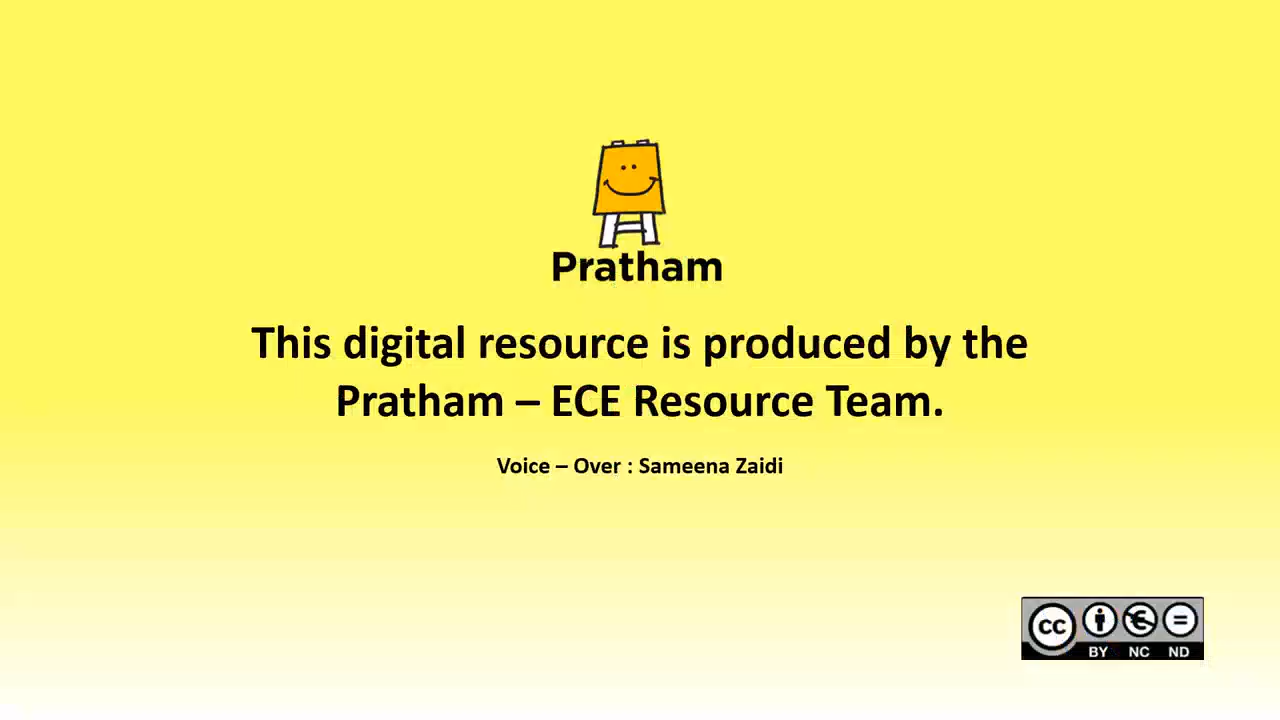 Pratham
This digital resource is produced by the
Pratham – ECE Resource Team.
Voice – Over : Sameena Zaidi
cc
BY NC ND